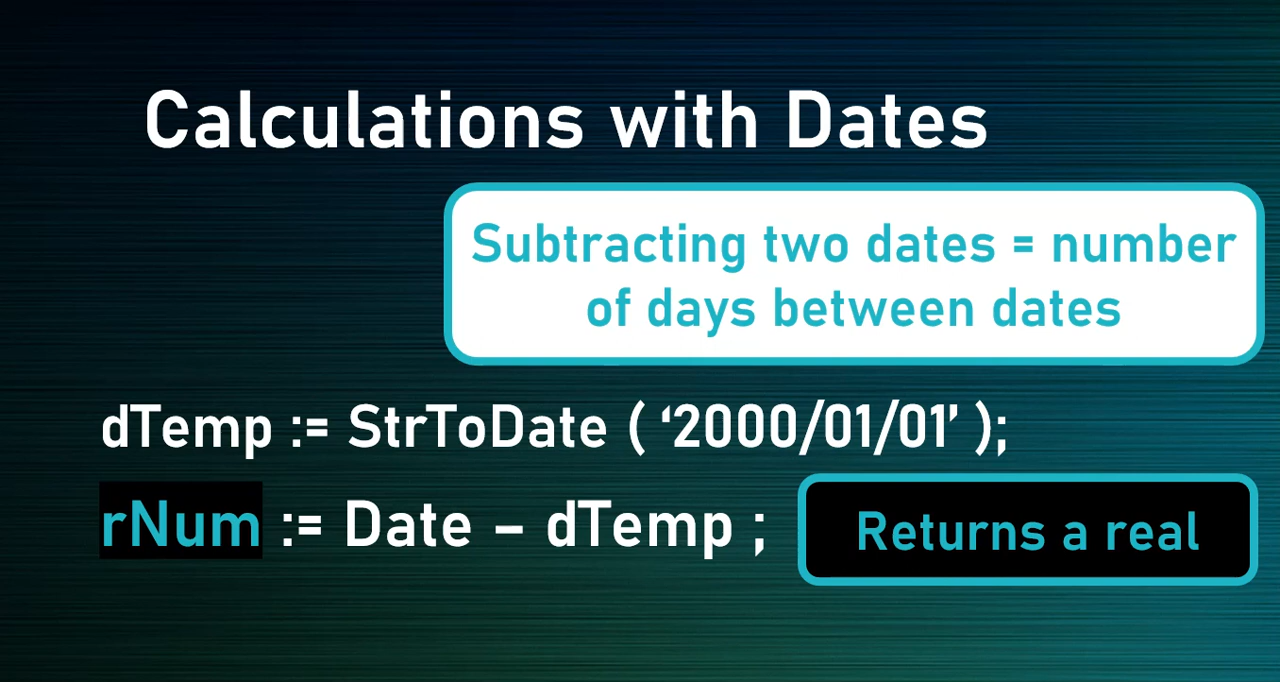 Calculations with Dates
Subtracting two dates = number
of days between dates
dTemp := StrToDate ( ‘2000/01/01’ );
rNum := Date – dTemp ;
Returns a real